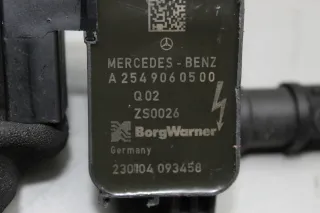 MERCEDES-BENZ
A 254 906 05 00
Q02
ZS0026
BorgWarner
Germany
230104 093458